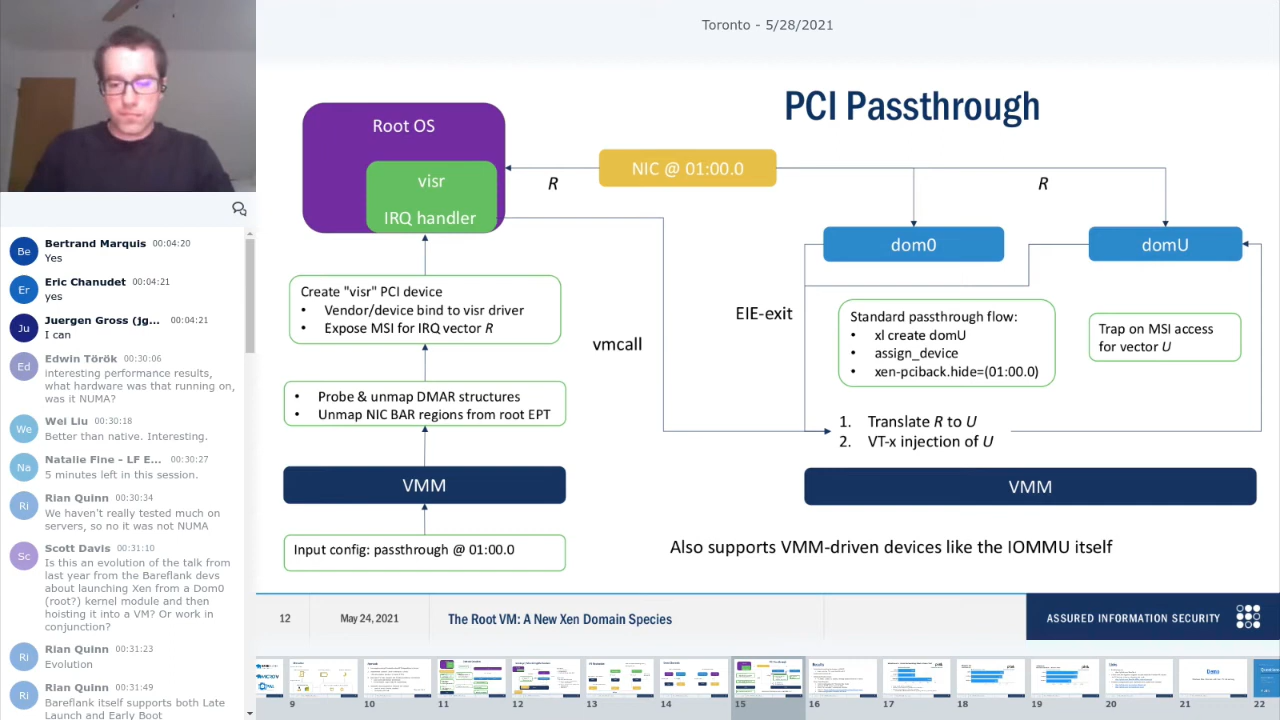 Toronto - 5/28/2021
PCI Passthrough
Root OS
visr
IRQ handler
NIC @ 01:00.0
R
R
dom0
domU
Create "visr" PCI device
• Vendor/device bind to visr driver
• Expose MSI for IRQ vector R
vmcall
EIE-exit
Standard passthrough flow:
• xl create domU
• assign_device
• xen-pciback.hide=(01:00.0)
Trap on MSI access
for vector U
• Probe & unmap DMAR structures
• Unmap NIC BAR regions from root EPT
1. Translate R to U
2. VT-x injection of U
VMM
VMM
Input config: passthrough @ 01:00.0
Also supports VMM-driven devices like the IOMMU itself
12
May 24, 2021
The Root VM: A New Xen Domain Species
ASSURED INFORMATION SECURITY
Be
Bertrand Marquis 00:04:20
Yes
Er
Eric Chanudet 00:04:21
yes
Ju
Juergen Gross (jg... 00:04:21
I can
Ed
Edwin Török 00:30:06
interesting performance results,
what hardware was that running on,
was it NUMA?
We
Wei Liu 00:30:18
Better than native. Interesting.
Na
Natalie Fine - LF E... 00:30:27
5 minutes left in this session.
Ri
Rian Quinn 00:30:34
We haven't really tested much on
servers, so no it was not NUMA
Sc
Scott Davis 00:31:10
Is this an evolution of the talk from
last year from the Bareflank devs
about launching Xen from a Dom0
(root?) kernel module and then
hoisting it into a VM? Or work in
conjunction?
Ri
Rian Quinn 00:31:23
Evolution
Ri
Rian Quinn 00:31:49
Bareflank itself supports both Late
Launch and Early Boot
9 10 11 12 13 14 15 16 17 18 19 20 21 22